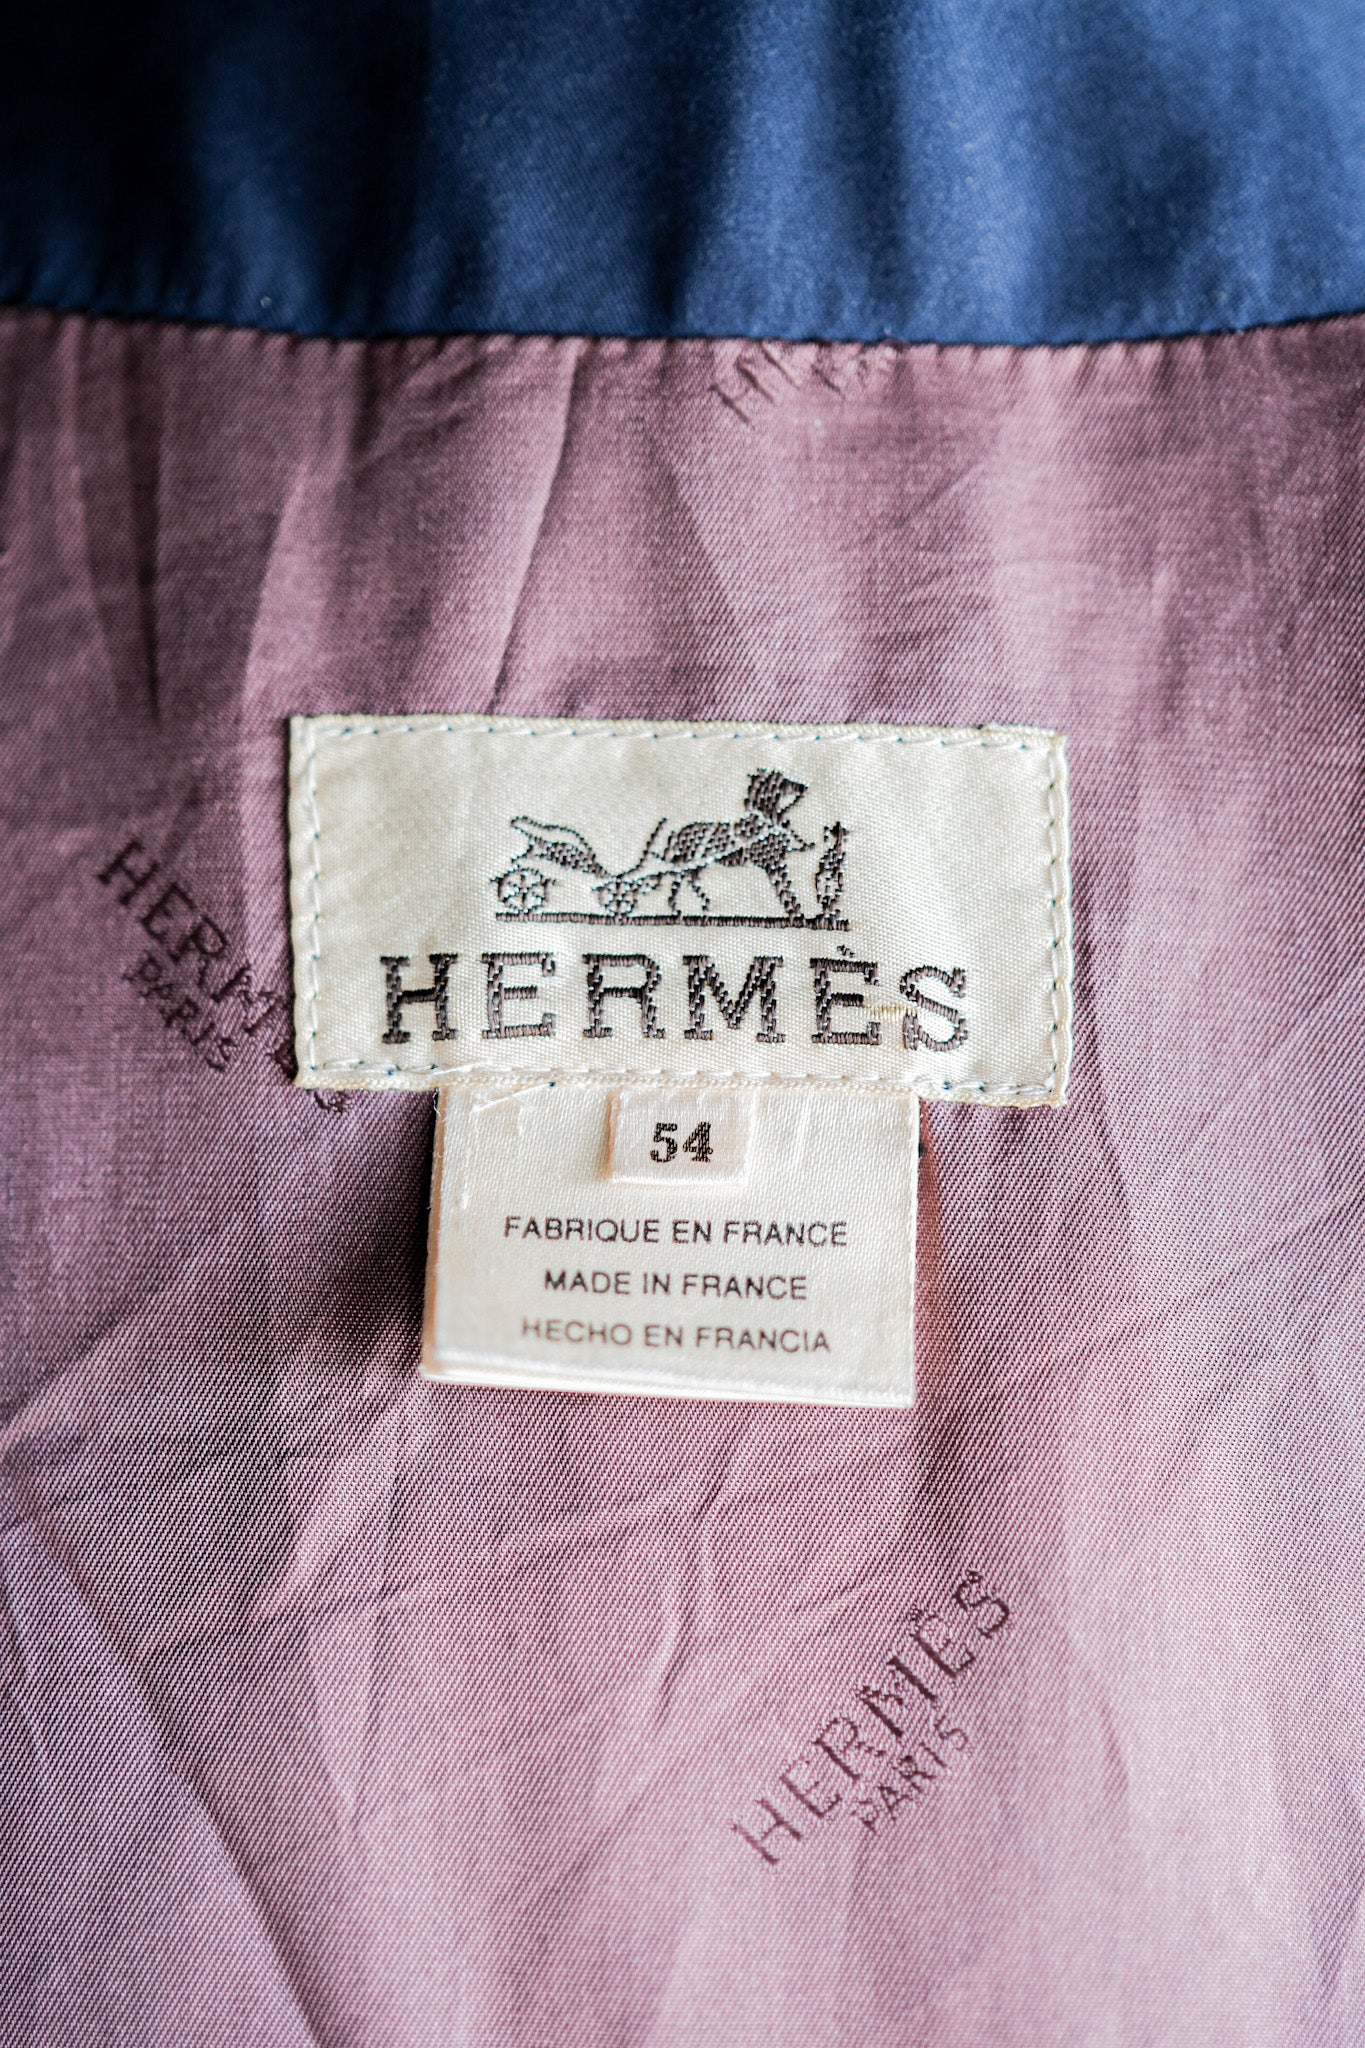 HERMÈS
PARIS
HERMÈS
54
FABRIQUE EN FRANCE
MADE IN FRANCE
HECHO EN FRANCIA
HERMÈS
PARIS